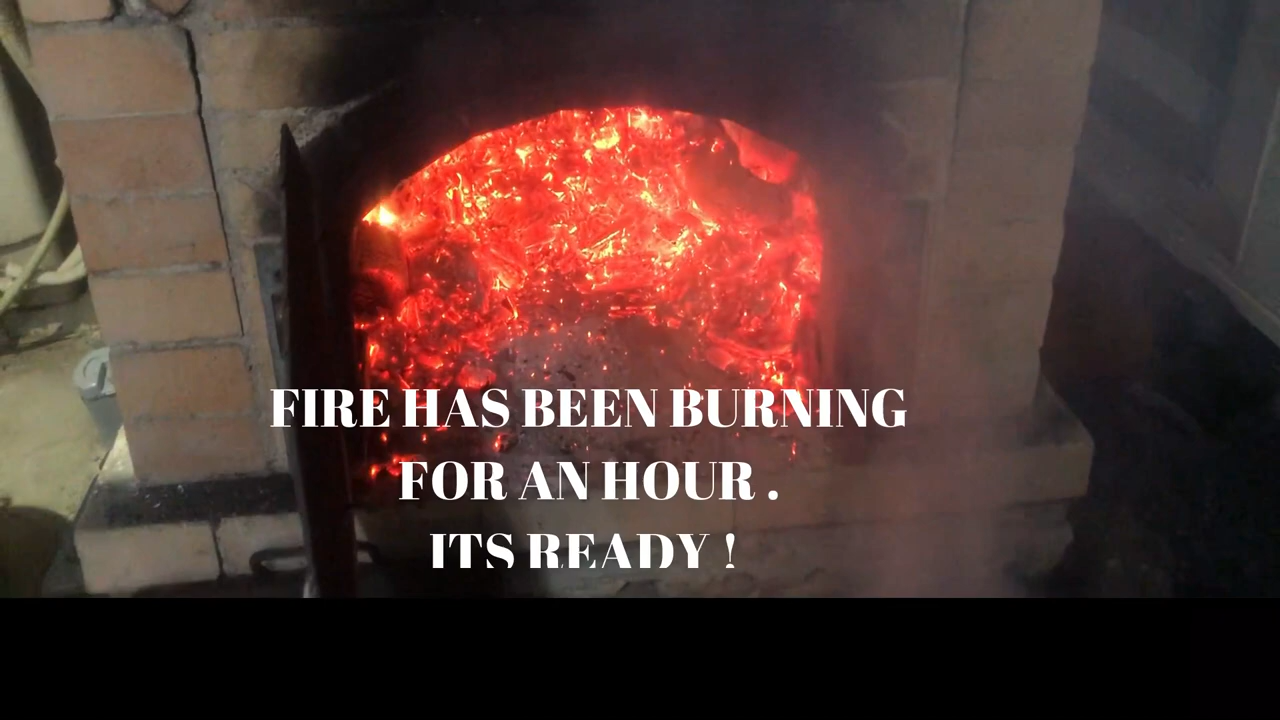 FIRE HAS BEEN BURNING
FOR AN HOUR .
ITS READY !